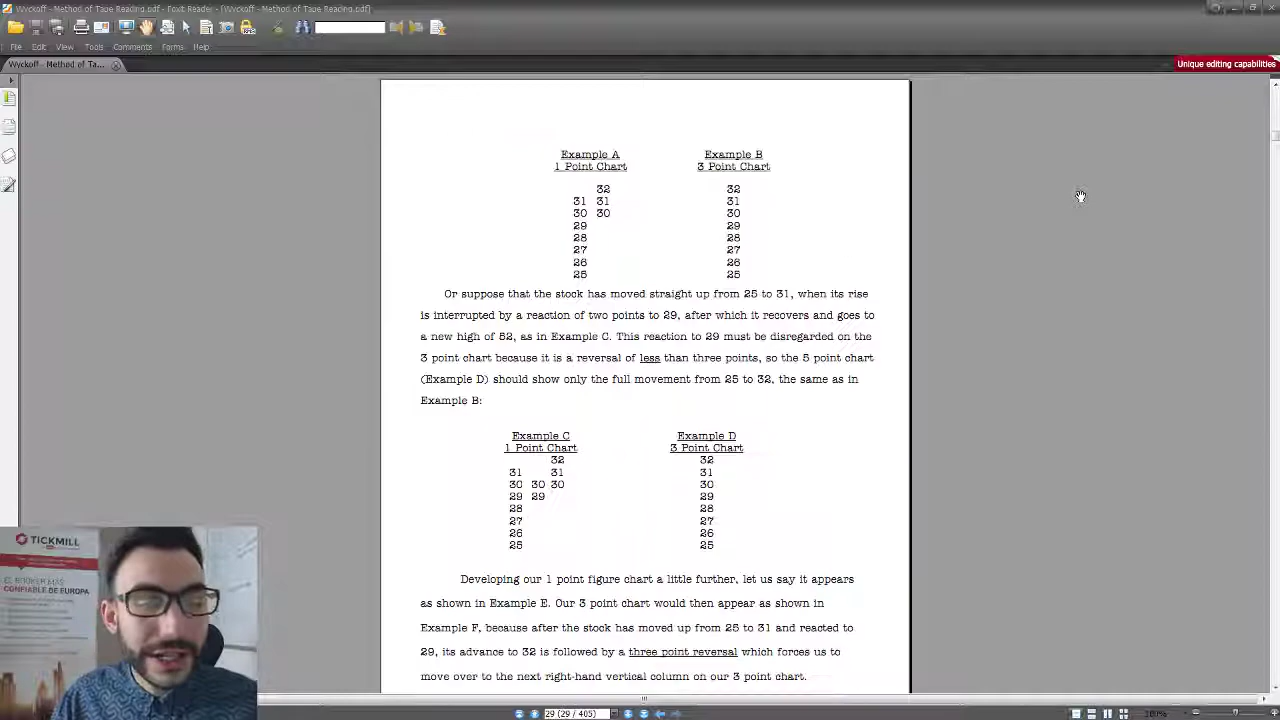 Wyckoff - Method of Tape Reading.pdf - Foxit Reader - [Wyckoff - Method of Tape Reading.pdf]
File Edit View Tools Comments Forms Help
Wyckoff - Method of Ta...
Unique editing capabilities
Example A Example B
1 Point Chart 3 Point Chart
32 32
31 31 31
30 30 30
29 29
28 28
27 27
26 26
25 25
Or suppose that the stock has moved straight up from 25 to 31, when its rise
is interrupted by a reaction of two points to 29, after which it recovers and goes to
a new high of 52, as in Example C. This reaction to 29 must be disregarded on the
3 point chart because it is a reversal of less than three points, so the 5 point chart
(Example D) should show only the full movement from 25 to 32, the same as in
Example B:
Example C Example D
1 Point Chart 3 Point Chart
32 32
31 31 31
30 30 30 30
29 29 29
28 28
27 27
26 26
25 25
Developing our 1 point figure chart a little further, let us say it appears
as shown in Example E. Our 3 point chart would then appear as shown in
Example F, because after the stock has moved up from 25 to 31 and reacted to
29, its advance to 32 is followed by a three point reversal which forces us to
move over to the next right-hand vertical column on our 3 point chart.
TICKMILL
EL BROKER MÁS
CONFIABLE DE EUROPA
29 (29 / 405)
100%